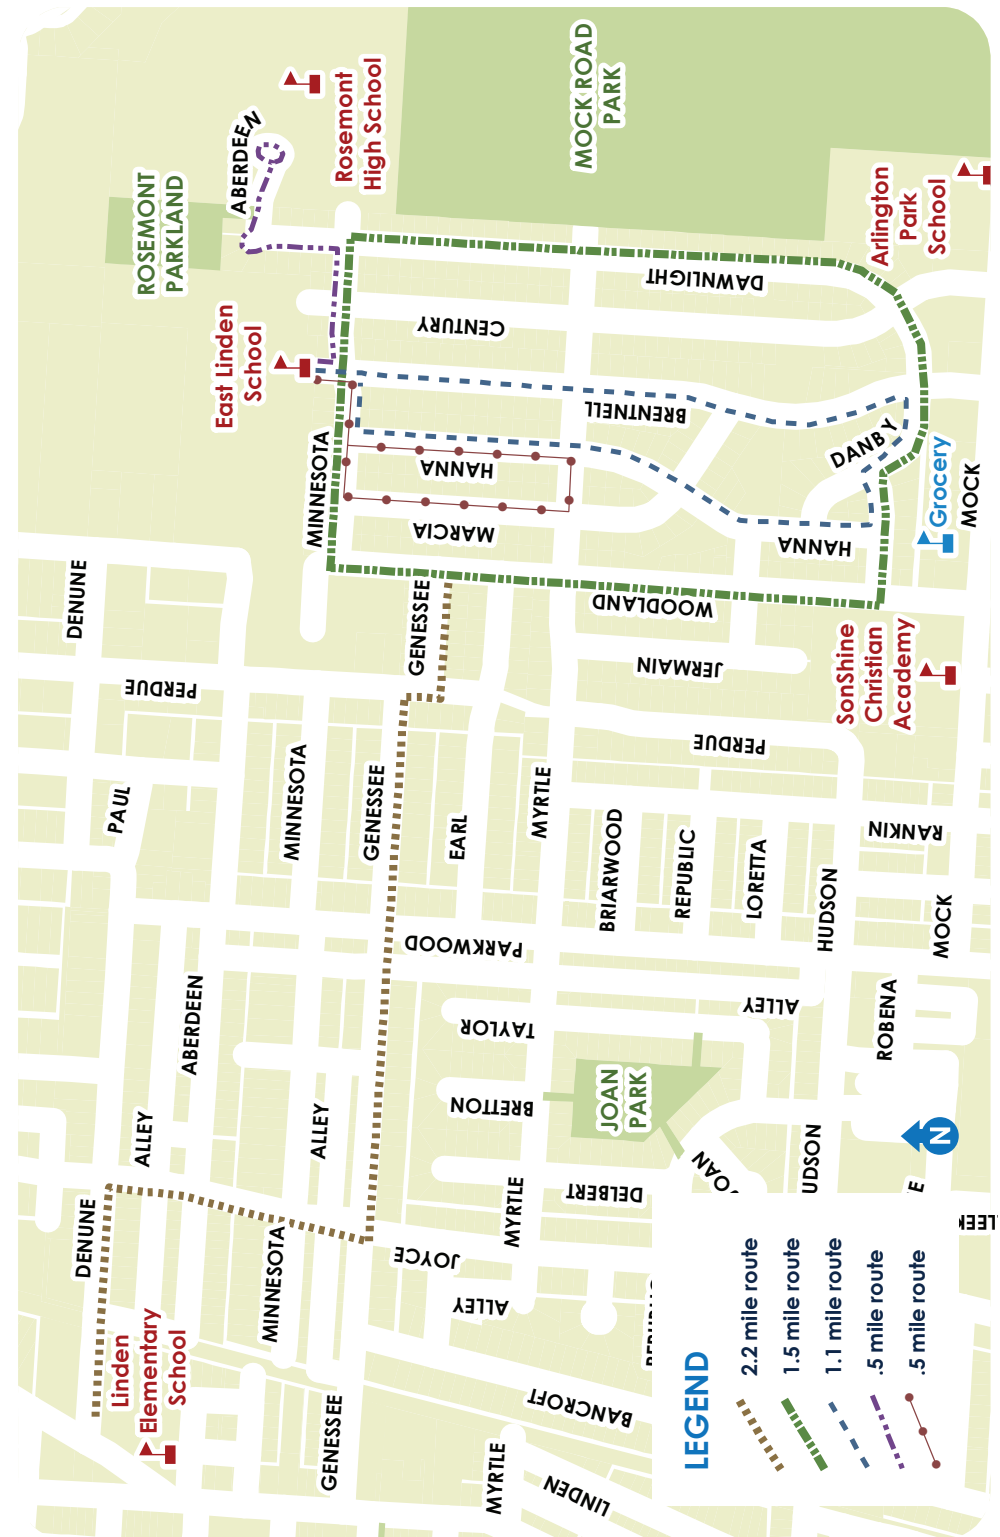 ROSEMONT
PARKLAND
ABERDEEN
Rosemont
High School
MOCK ROAD
PARK
Arlington
Park
School
East Linden
School
CENTURY
DAWNLIGHT
BRENTNELL
DANBY
MINNESOTA
HANNA
MARCIA
HANNA
Grocery
MOCK
DENUNE
GENESSEE
WOODLAND
PERDUE
JERMAIN
SonShine
Christian
Academy
PERDUE
PAUL
MINNESOTA
GENESSEE
EARL
MYRTLE
BRIARWOOD
REPUBLIC
LORETTA
HUDSON
RANKIN
MOCK
PARKWOOD
ABERDEEN
TAYLOR
ALLEY
ROBENA
ALLEY
ALLEY
BRETTON
JOAN
PARK
JOAN
UDSON
N
DENUNE
MINNESOTA
JOYCE
MYRTLE
DELBERT
ALLEY
Linden
Elementary
School
GENESSEE
MYRTLE
BANCROFT
LINDEN
LEGEND
2.2 mile route
1.5 mile route
1.1 mile route
.5 mile route
.5 mile route